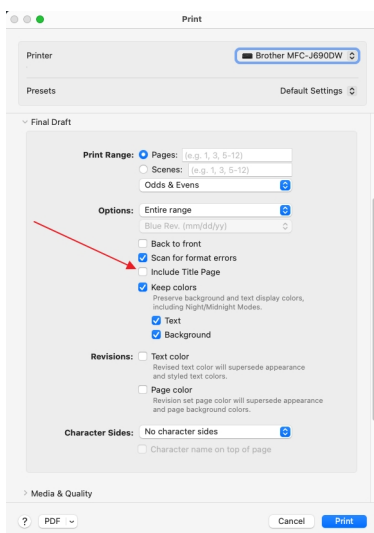 Print
Printer Brother MFC-J690DW
Presets Default Settings
Final Draft
Print Range: Pages: (e.g. 1, 3, 5-12)
Scenes: (e.g. 1, 3, 5-12)
Odds & Evens
Options: Entire range
Blue Rev. (mm/dd/yy)
Back to front
Scan for format errors
Include Title Page
Keep colors
Preserve background and text display colors,
including Night/Midnight Modes.
Text
Background
Revisions: Text color
Revised text color will supersede appearance
and styled text colors.
Page color
Revision set page color will supersede appearance
and page background colors.
Character Sides: No character sides
Character name on top of page
Media & Quality
? PDF Cancel Print